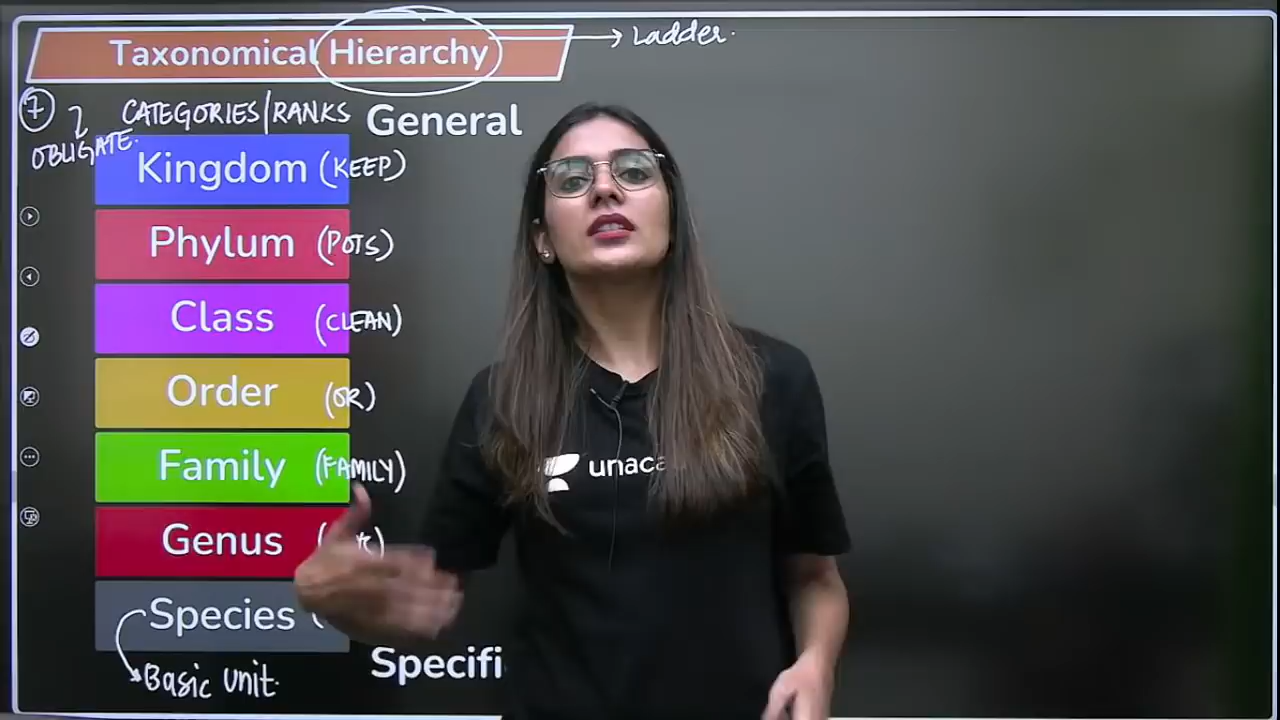 Taxonomical Hierarchy → Ladder.
7 CATEGORIES/RANKS General
OBLIGATE.
Kingdom (KEEP)
Phylum (POTS)
Class (CLEAN)
Order (OR)
Family (FAMILY)
Genus
Species
Basic unit.
Specifi
unaca